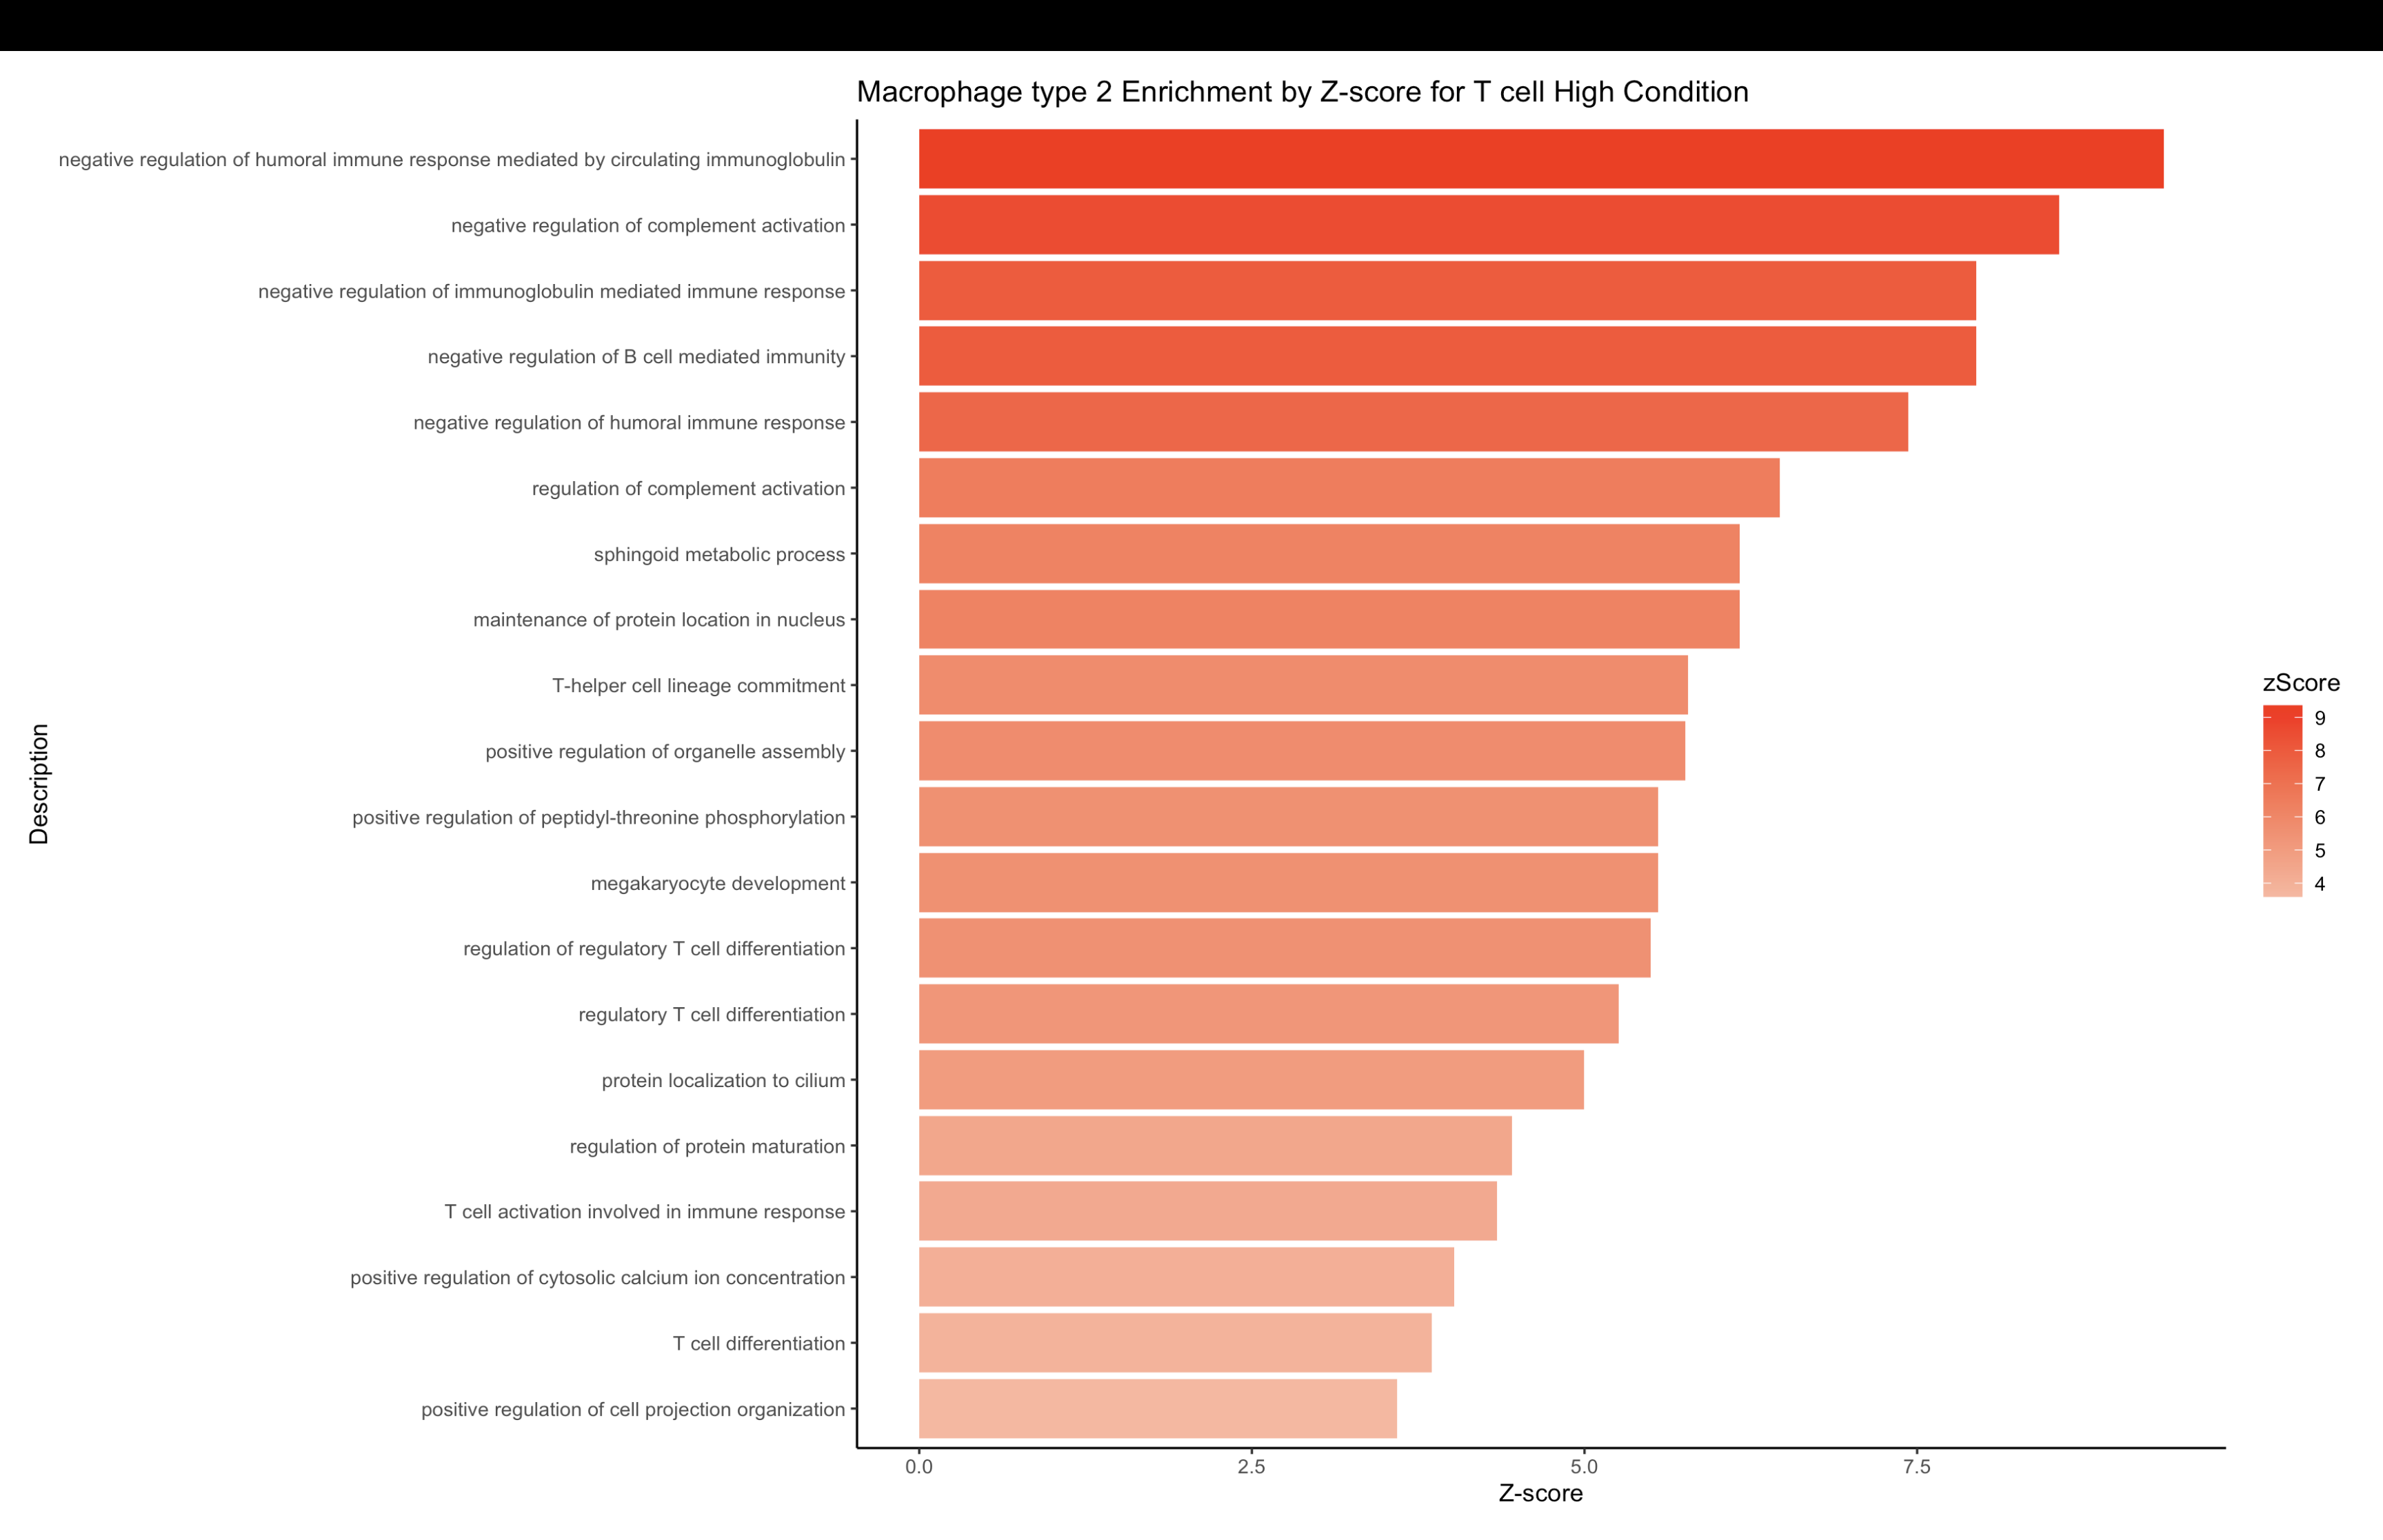 Macrophage type 2 Enrichment by Z-score for T cell High Condition
negative regulation of humoral immune response mediated by circulating immunoglobulin
negative regulation of complement activation
negative regulation of immunoglobulin mediated immune response
negative regulation of B cell mediated immunity
negative regulation of humoral immune response
regulation of complement activation
sphingoid metabolic process
maintenance of protein location in nucleus
T-helper cell lineage commitment
positive regulation of organelle assembly
positive regulation of peptidyl-threonine phosphorylation
megakaryocyte development
regulation of regulatory T cell differentiation
regulatory T cell differentiation
protein localization to cilium
regulation of protein maturation
T cell activation involved in immune response
positive regulation of cytosolic calcium ion concentration
T cell differentiation
positive regulation of cell projection organization
Description
0.0 2.5 5.0 7.5
Z-score
zScore
9
8
7
6
5
4